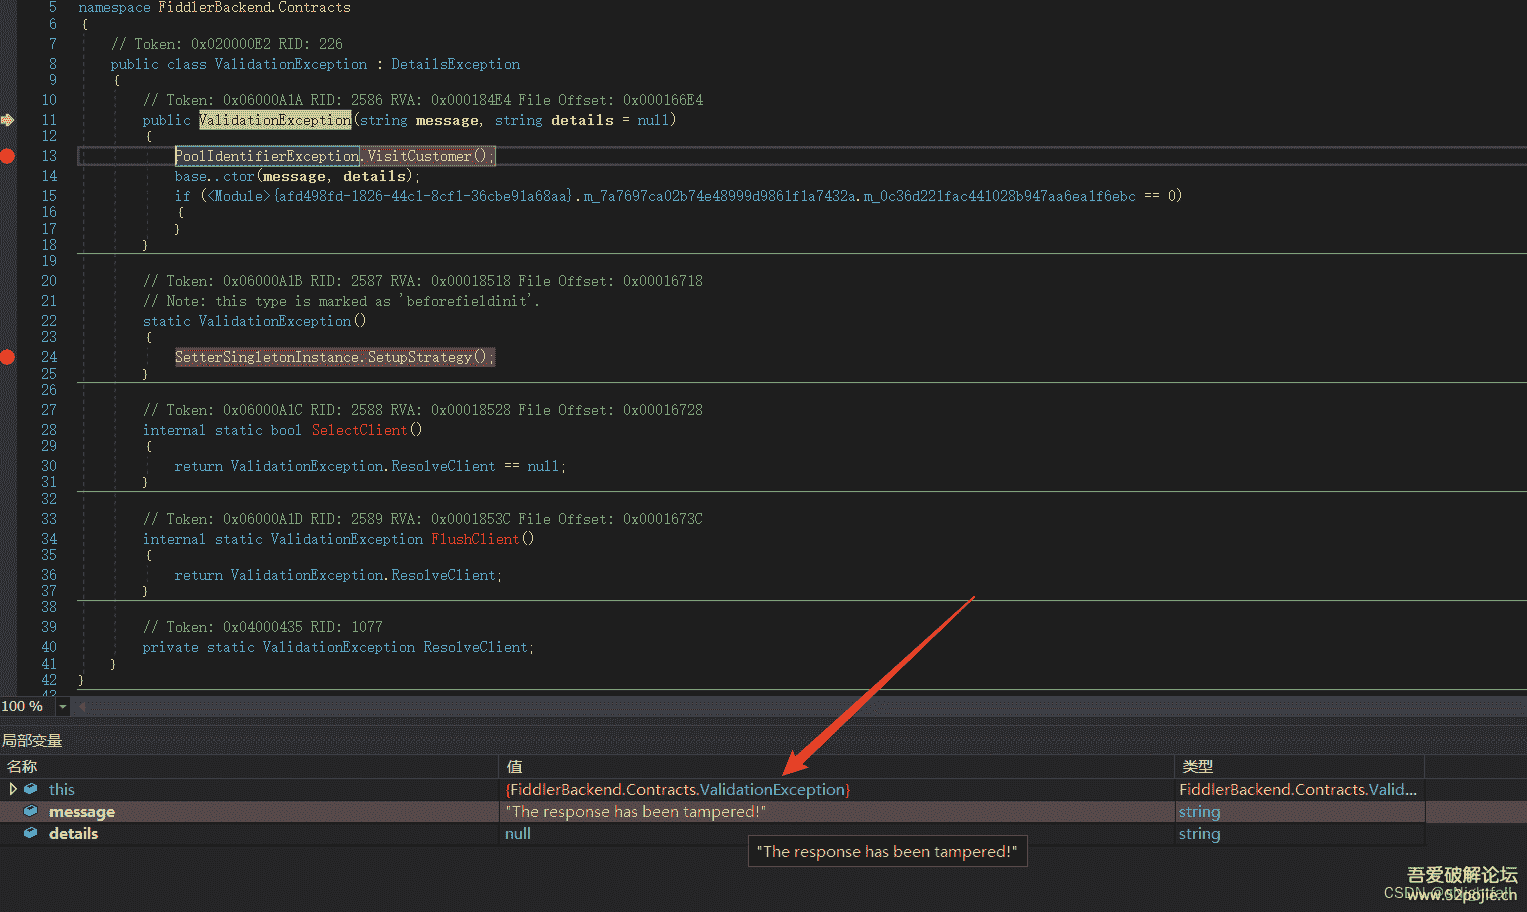 5 namespace FiddlerBackend.Contracts
6 {
7 // Token: 0x020000E2 RID: 226
8 public class ValidationException : DetailsException
9 {
10 // Token: 0x06000A1A RID: 2586 RVA: 0x000184E4 File Offset: 0x000166E4
11 public ValidationException(string message, string details = null)
12 {
13 PoolIdentifierException.VisitCustomer();
14 base..ctor(message, details);
15 if (<Module>{afd498fd-1826-44c1-8cf1-36cbe91a68aa}.m_7a7697ca02b74e48999d9861f1a7432a.m_0c36d221fac441028b947aa6ea1f6ebc == 0)
16 {
17 }
18 }
19
20 // Token: 0x06000A1B RID: 2587 RVA: 0x00018518 File Offset: 0x00016718
21 // Note: this type is marked as 'beforefieldinit'.
22 static ValidationException()
23 {
24 SetterSingletonInstance.SetupStrategy();
25 }
26
27 // Token: 0x06000A1C RID: 2588 RVA: 0x00018528 File Offset: 0x00016728
28 internal static bool SelectClient()
29 {
30 return ValidationException.ResolveClient == null;
31 }
32
33 // Token: 0x06000A1D RID: 2589 RVA: 0x0001853C File Offset: 0x0001673C
34 internal static ValidationException FlushClient()
35 {
36 return ValidationException.ResolveClient;
37 }
38
39 // Token: 0x04000435 RID: 1077
40 private static ValidationException ResolveClient;
41 }
42 }
43
100 %
局部变量
名称 值 类型
this {FiddlerBackend.Contracts.ValidationException} FiddlerBackend.Contracts.Valid...
message "The response has been tampered!" string
details null string
"The response has been tampered!"
吾爱破解论坛
CSDN @sNightfall
www.52pojie.cn